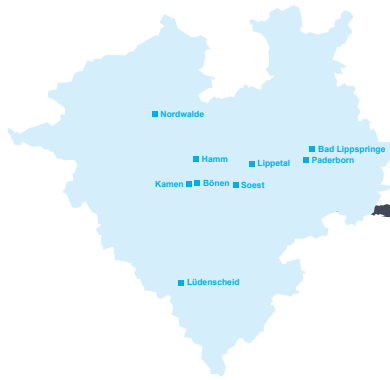 Nordwalde
Bad Lippspringe
Hamm
Lippetal
Paderborn
Kamen
Bönen
Soest
Lüdenscheid